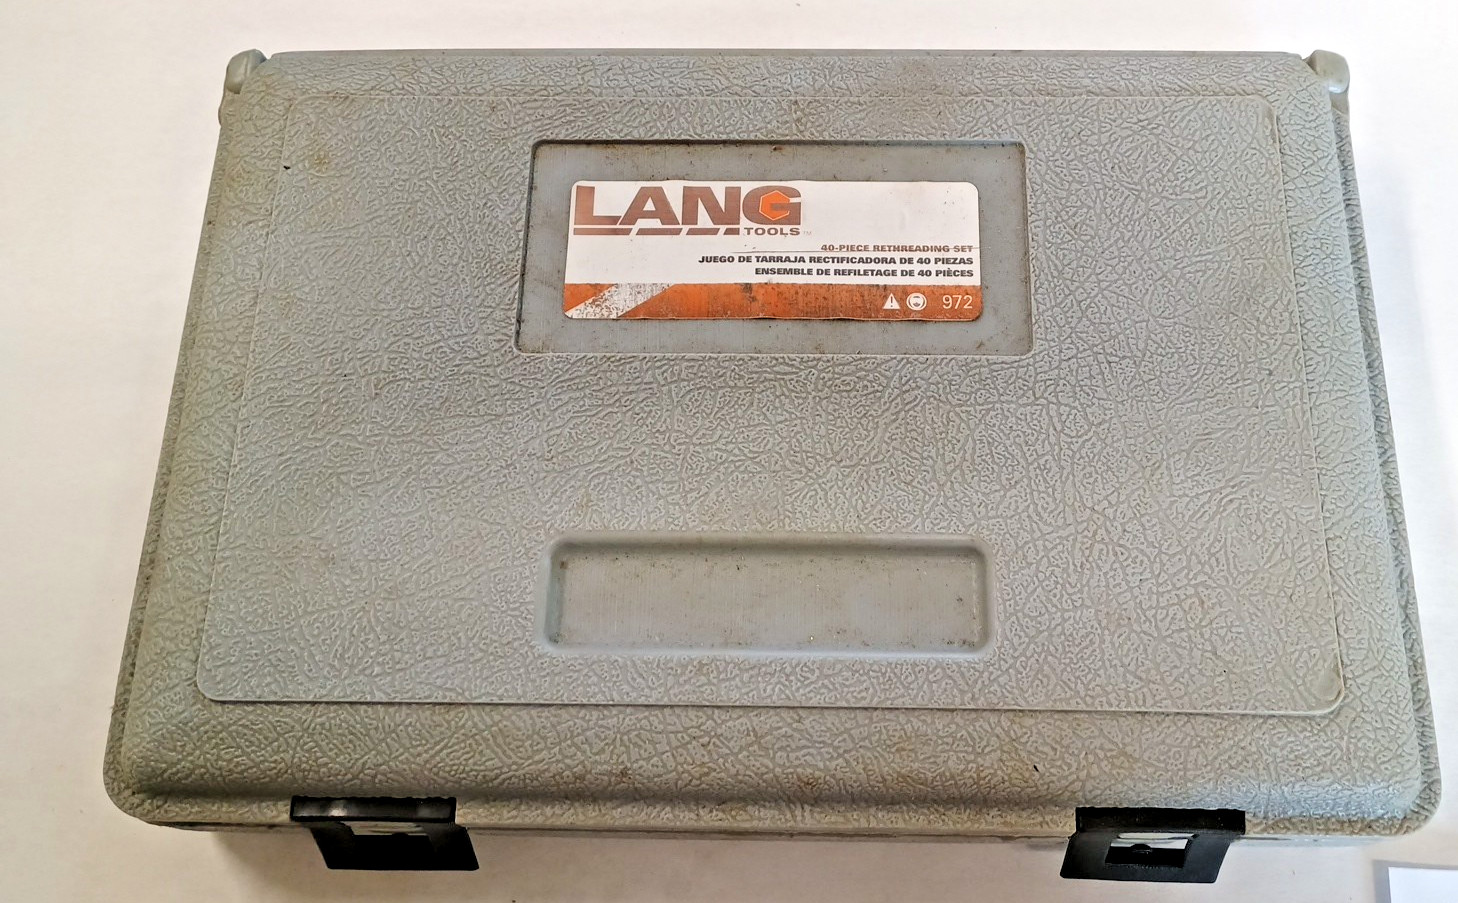 LANG
TOOLS™
40-PIECE RETHREADING SET
JUEGO DE TARRAJA RECTIFICADORA DE 40 PIEZAS
ENSEMBLE DE REFILETAGE DE 40 PIÈCES
972